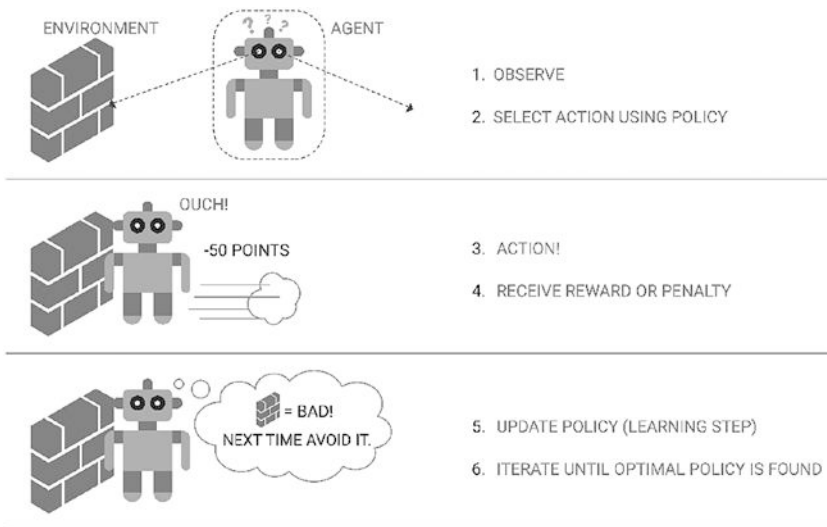 ENVIRONMENT
? ? ?
AGENT
1. OBSERVE
2. SELECT ACTION USING POLICY
OUCH!
-50 POINTS
3. ACTION!
4. RECEIVE REWARD OR PENALTY
= BAD!
NEXT TIME AVOID IT.
5. UPDATE POLICY (LEARNING STEP)
6. ITERATE UNTIL OPTIMAL POLICY IS FOUND